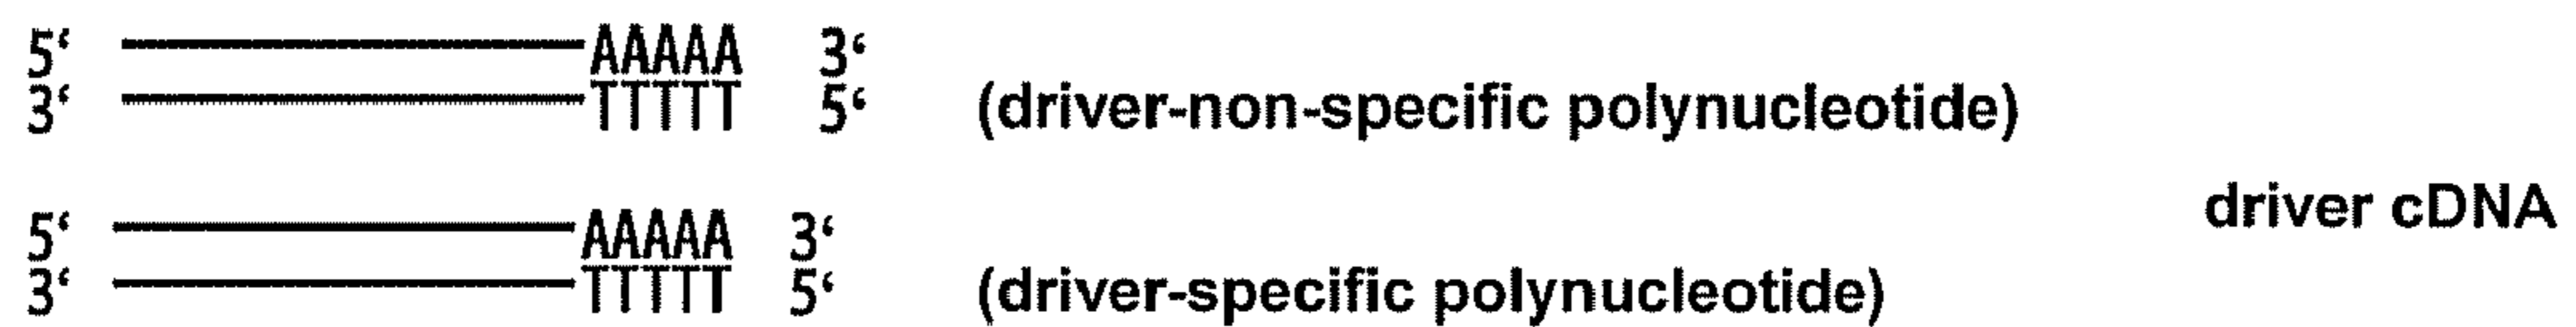 5‘ AAAAA 3‘
3‘ TTTTT 5‘ (driver-non-specific polynucleotide)
driver cDNA
5‘ AAAAA 3‘
3‘ TTTTT 5‘ (driver-specific polynucleotide)